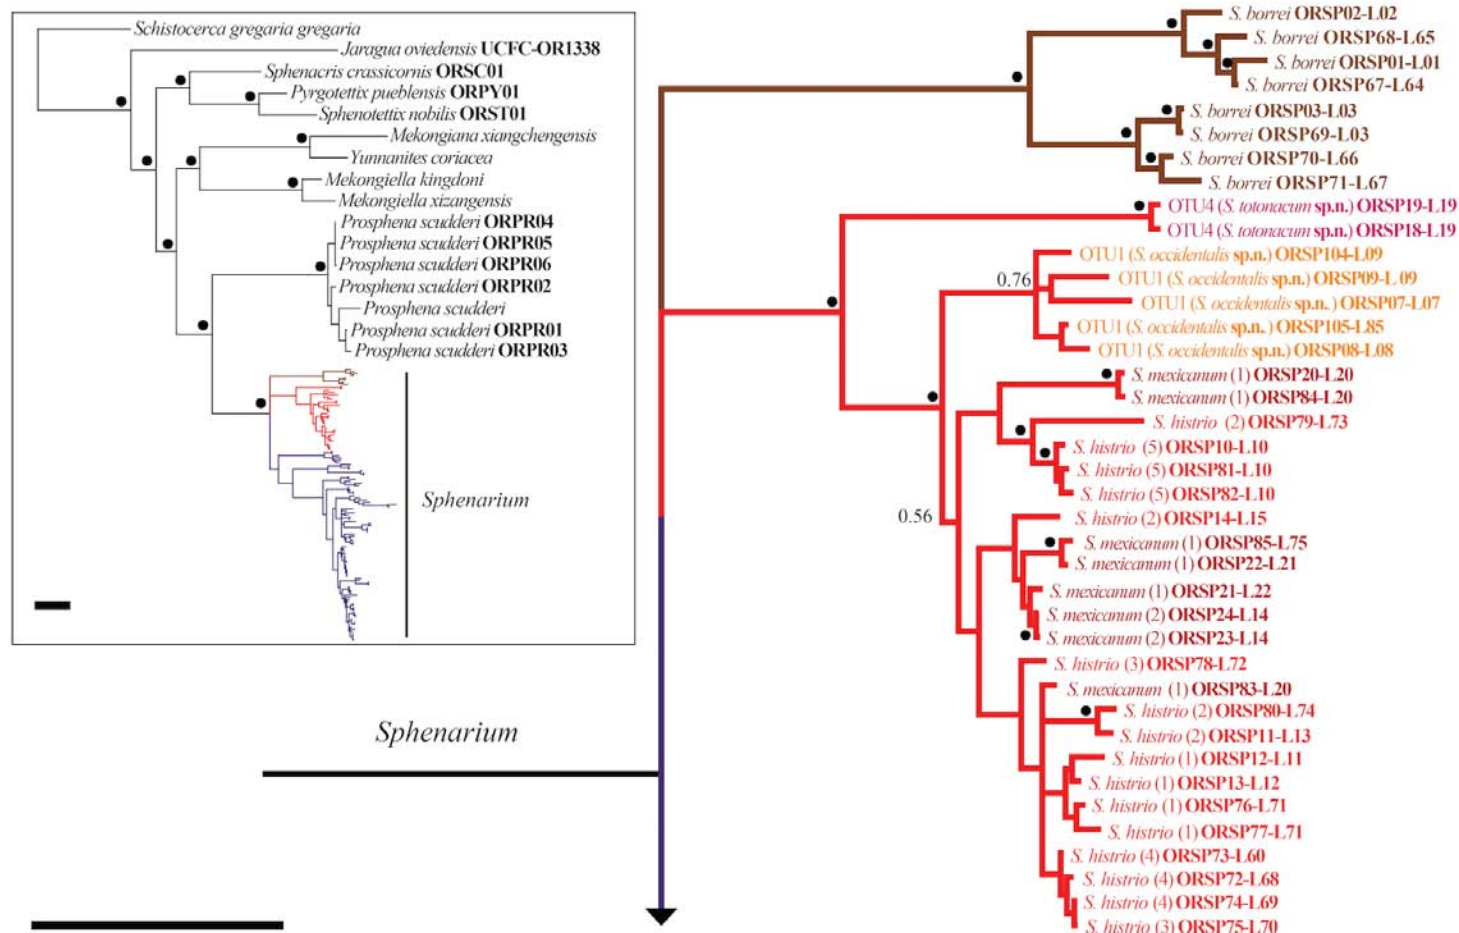 Schistocerca gregaria gregaria
Jaragua oviedensis UCFC-OR1338
Sphenacris crassicornis ORSC01
Pyrgotettix pueblensis ORPY01
Sphenotettix nobilis ORST01
Mekongiana xiangchengensis
Yunnanites coriacea
Mekongiella kingdoni
Mekongiella xizangensis
Prosphena scudderi ORPR04
Prosphena scudderi ORPR05
Prosphena scudderi ORPR06
Prosphena scudderi ORPR02
Prosphena scudderi
Prosphena scudderi ORPR01
Prosphena scudderi ORPR03
Sphenarium
Sphenarium
S. borrei ORSP02-L02
S. borrei ORSP68-L65
S. borrei ORSP01-L01
S. borrei ORSP67-L64
S. borrei ORSP03-L03
S. borrei ORSP69-L03
S. borrei ORSP70-L66
S. borrei ORSP71-L67
OTU4 (S. totonacum sp.n.) ORSP19-L19
OTU4 (S. totonacum sp.n.) ORSP18-L19
OTU1 (S. occidentalis sp.n.) ORSP104-L09
0.76
OTU1 (S. occidentalis sp.n.) ORSP09-L 09
OTU1 (S. occidentalis sp.n. ) ORSP07-L07
OTU1 (S. occidentalis sp.n. ) ORSP105-L85
OTU1 (S. occidentalis sp.n.) ORSP08-L08
S. mexicanum (1) ORSP20-L20
S. mexicanum (1) ORSP84-L20
S. histrio (2) ORSP79-L73
S. histrio (5) ORSP10-L10
S. histrio (5) ORSP81-L10
S. histrio (5) ORSP82-L10
0.56
S. histrio (2) ORSP14-L15
S. mexicanum (1) ORSP85-L75
S. mexicanum (1) ORSP22-L21
S. mexicanum (1) ORSP21-L22
S. mexicanum (2) ORSP24-L14
S. mexicanum (2) ORSP23-L14
S. histrio (3) ORSP78-L72
S. mexicanum (1) ORSP83-L20
S. histrio (2) ORSP80-L74
S. histrio (2) ORSP11-L13
S. histrio (1) ORSP12-L11
S. histrio (1) ORSP13-L12
S. histrio (1) ORSP76-L71
S. histrio (1) ORSP77-L71
S. histrio (4) ORSP73-L60
S. histrio (4) ORSP72-L68
S. histrio (4) ORSP74-L69
S. histrio (3) ORSP75-L70